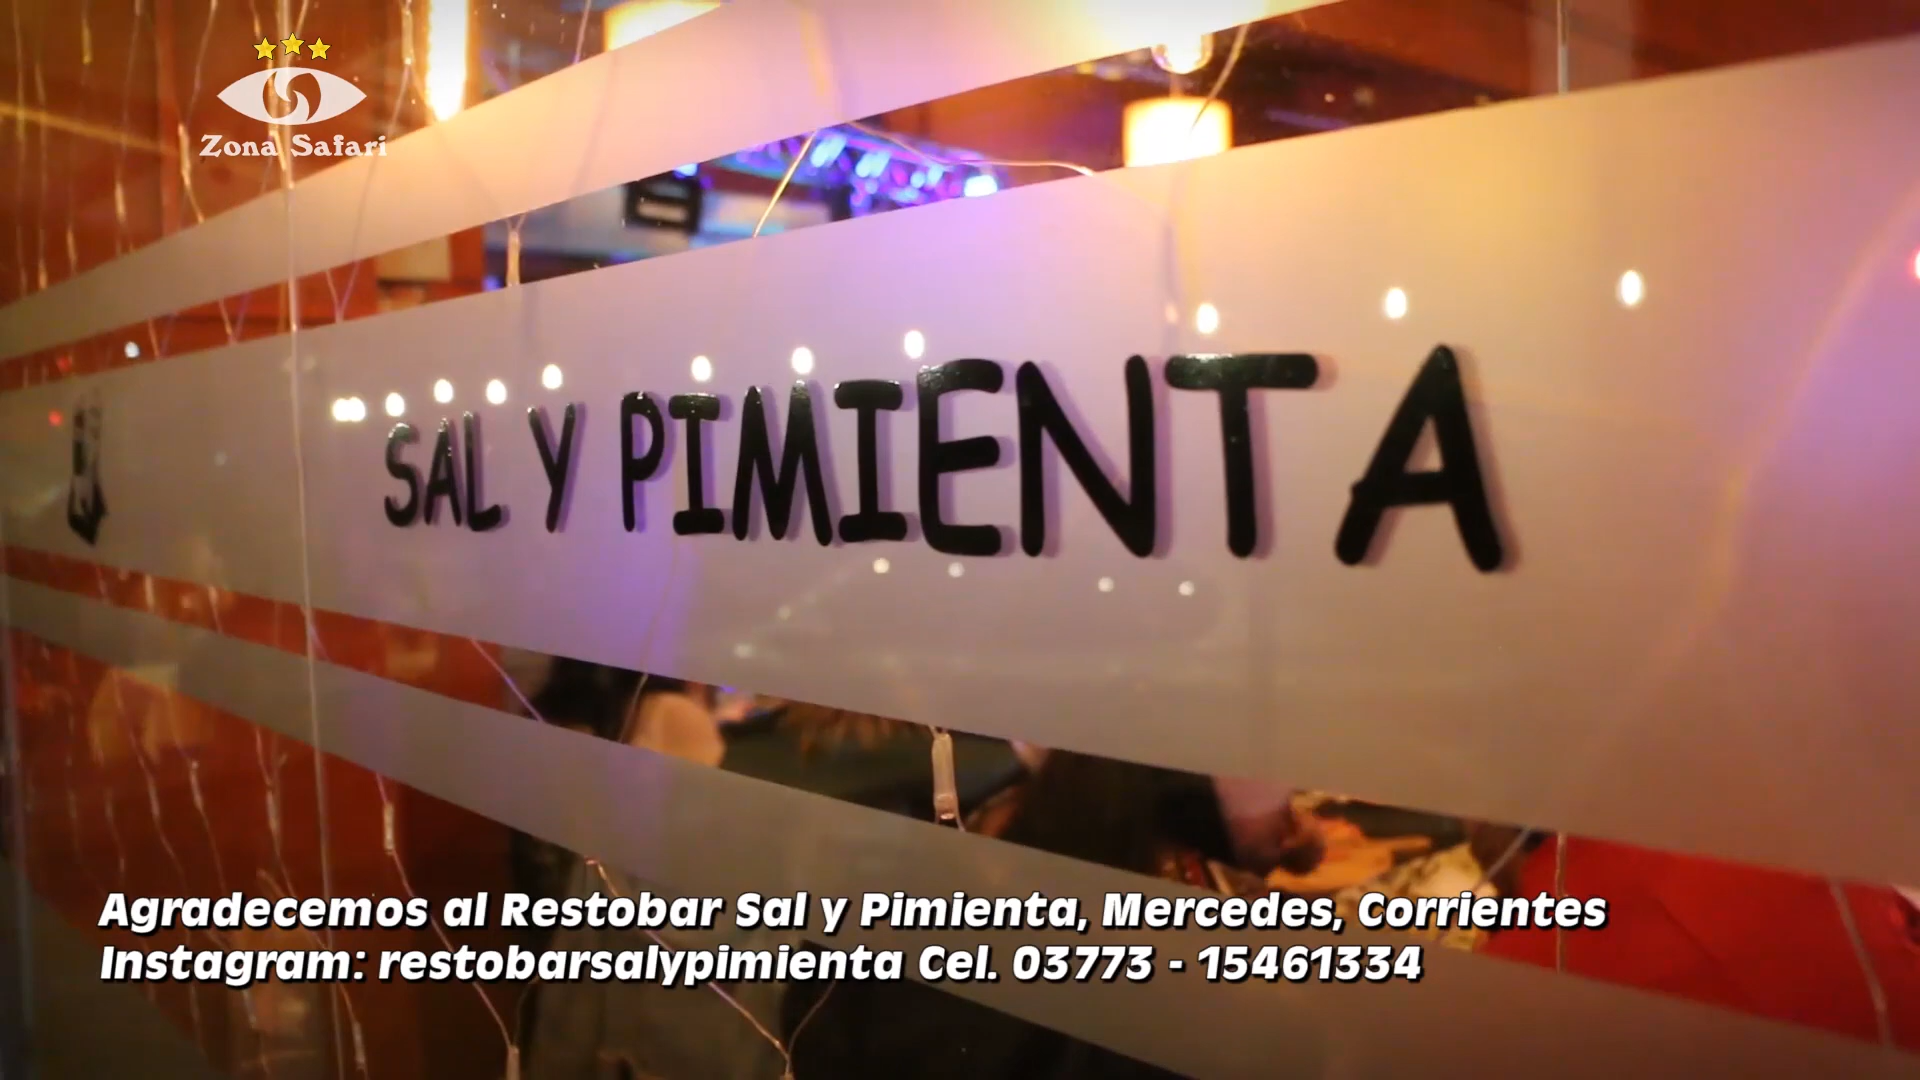 Zona Safari
SAL Y PIMIENTA
Agradecemos al Restobar Sal y Pimienta, Mercedes, Corrientes
Instagram: restobarsalypimienta Cel. 03773 - 15461334